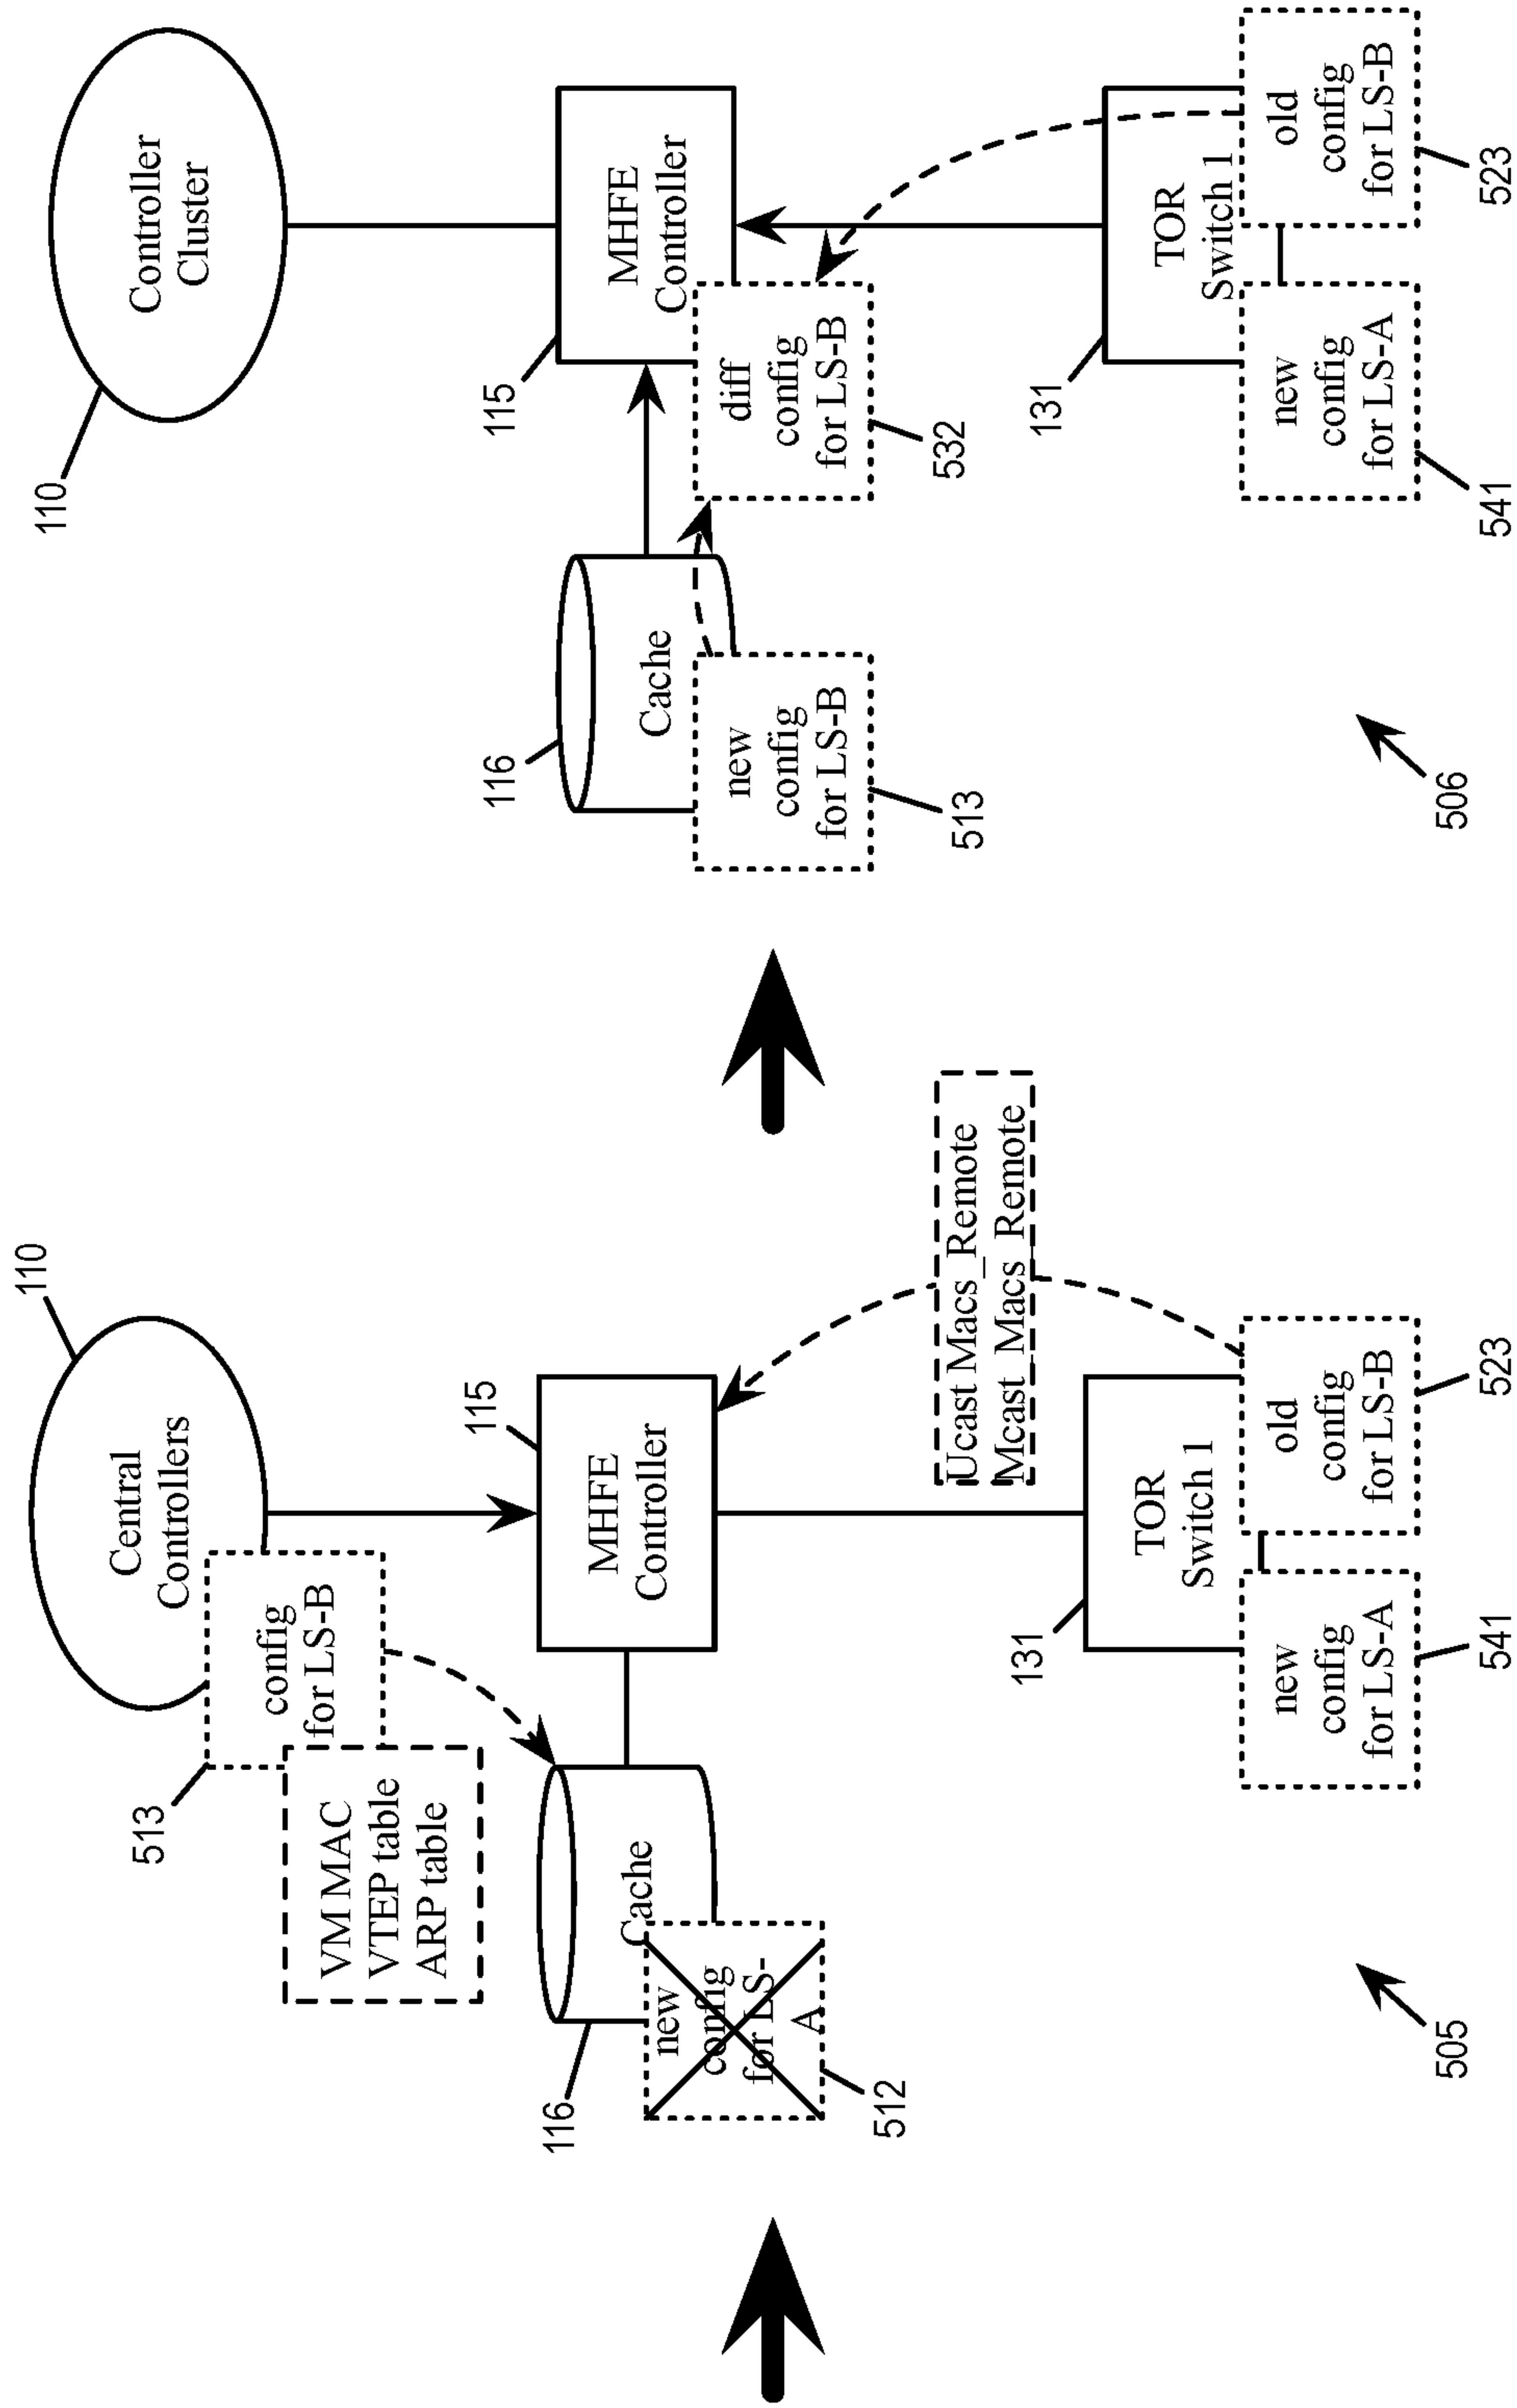 110
Central
Controllers
513
config
for LS-B
VM MAC
VTEP table
ARP table
115
MHFE
Controller
116
Cache
new
config
for LS-
A
512
Ucast Macs_Remote
Mcast_Macs_Remote
131
TOR
Switch 1
new
config
for LS-A
old
config
for LS-B
541
523
505
110
Controller
Cluster
115
MHFE
Controller
116
Cache
new
config
for LS-B
513
diff
config
for LS-B
532
131
TOR
Switch 1
new
config
for LS-A
old
config
for LS-B
541
523
506